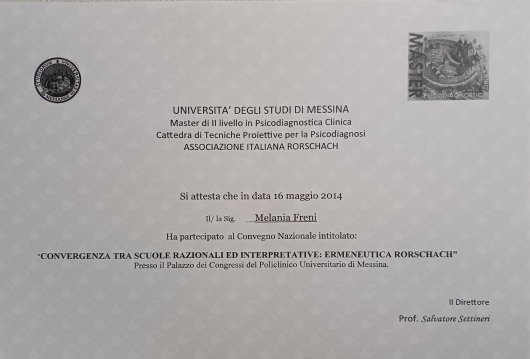 MASTER
PSICODIAGNOSTICA
UNIVERSITA' DEGLI STUDI DI MESSINA
Master di II livello in Psicodiagnostica Clinica
Cattedra di Tecniche Proiettive per la Psicodiagnosi
ASSOCIAZIONE ITALIANA RORSCHACH
Si attesta che in data 16 maggio 2014
Il/ la Sig. Melania Freni
Ha partecipato al Convegno Nazionale intitolato:
"CONVERGENZA TRA SCUOLE RAZIONALI ED INTERPRETATIVE: ERMENEUTICA RORSCHACH"
Presso il Palazzo dei Congressi del Policlinico Universitario di Messina.
Il Direttore
Prof. Salvatore Settineri